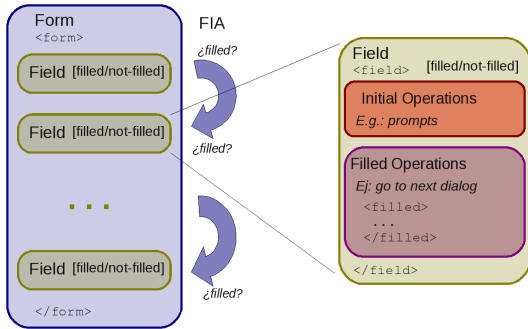 Form
<form>
Field [filled/not-filled]
Field [filled/not-filled]
. . .
Field [filled/not-filled]
</form>
FIA
¿filled?
¿filled?
¿filled?
Field
<field> [filled/not-filled]
Initial Operations
E.g.: prompts
Filled Operations
Ej: go to next dialog
<filled>
...
</filled>
</field>